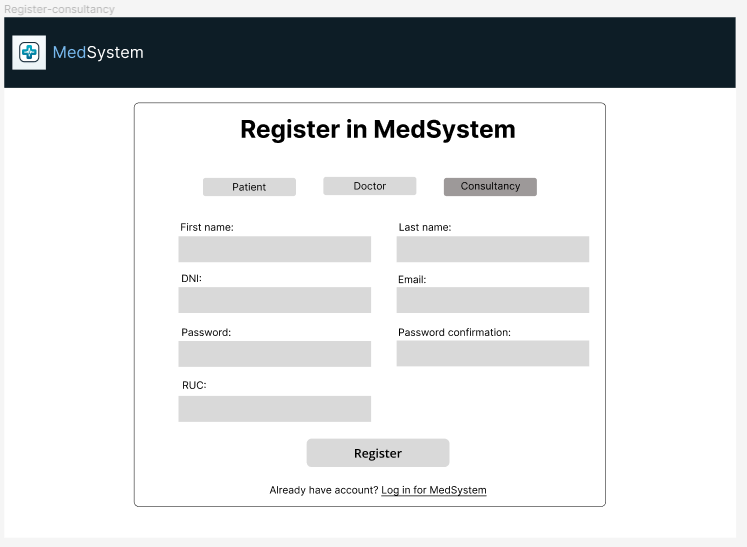 Register-consultancy
MedSystem
Register in MedSystem
Patient Doctor Consultancy
First name: Last name:
DNI: Email:
Password: Password confirmation:
RUC:
Register
Already have account? Log in for MedSystem